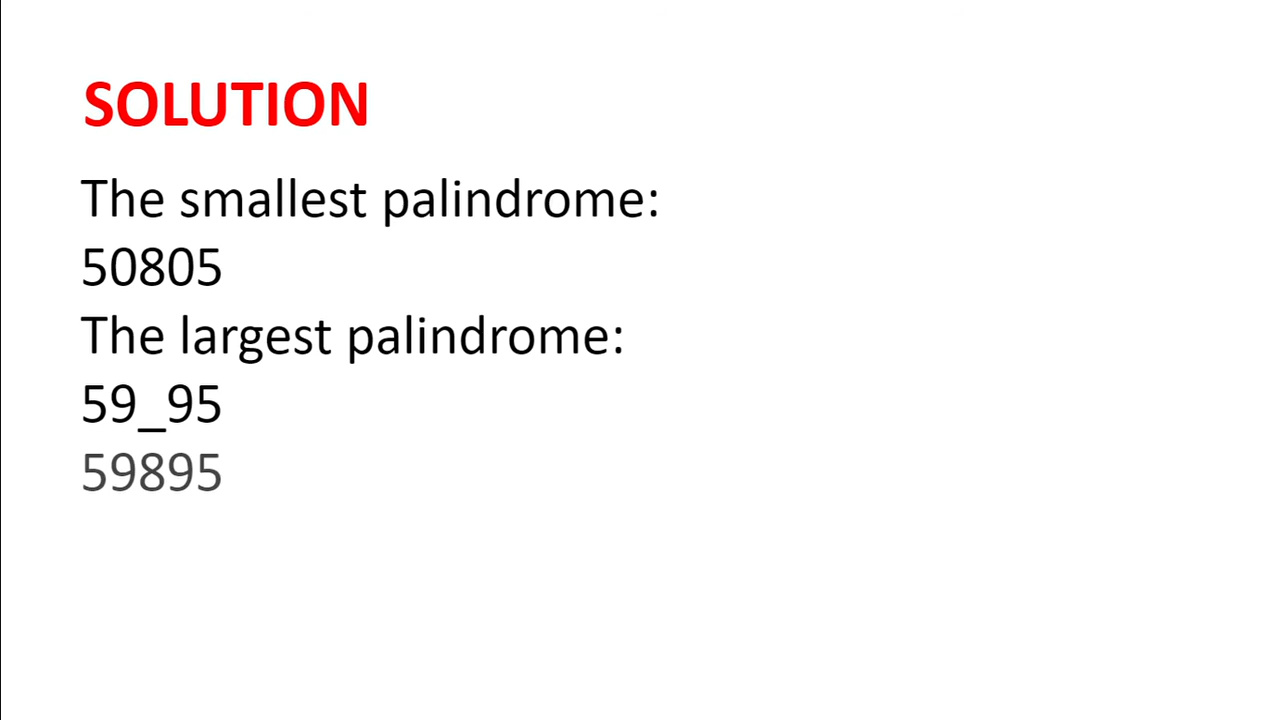 SOLUTION
The smallest palindrome:
50805
The largest palindrome:
59_95
59895